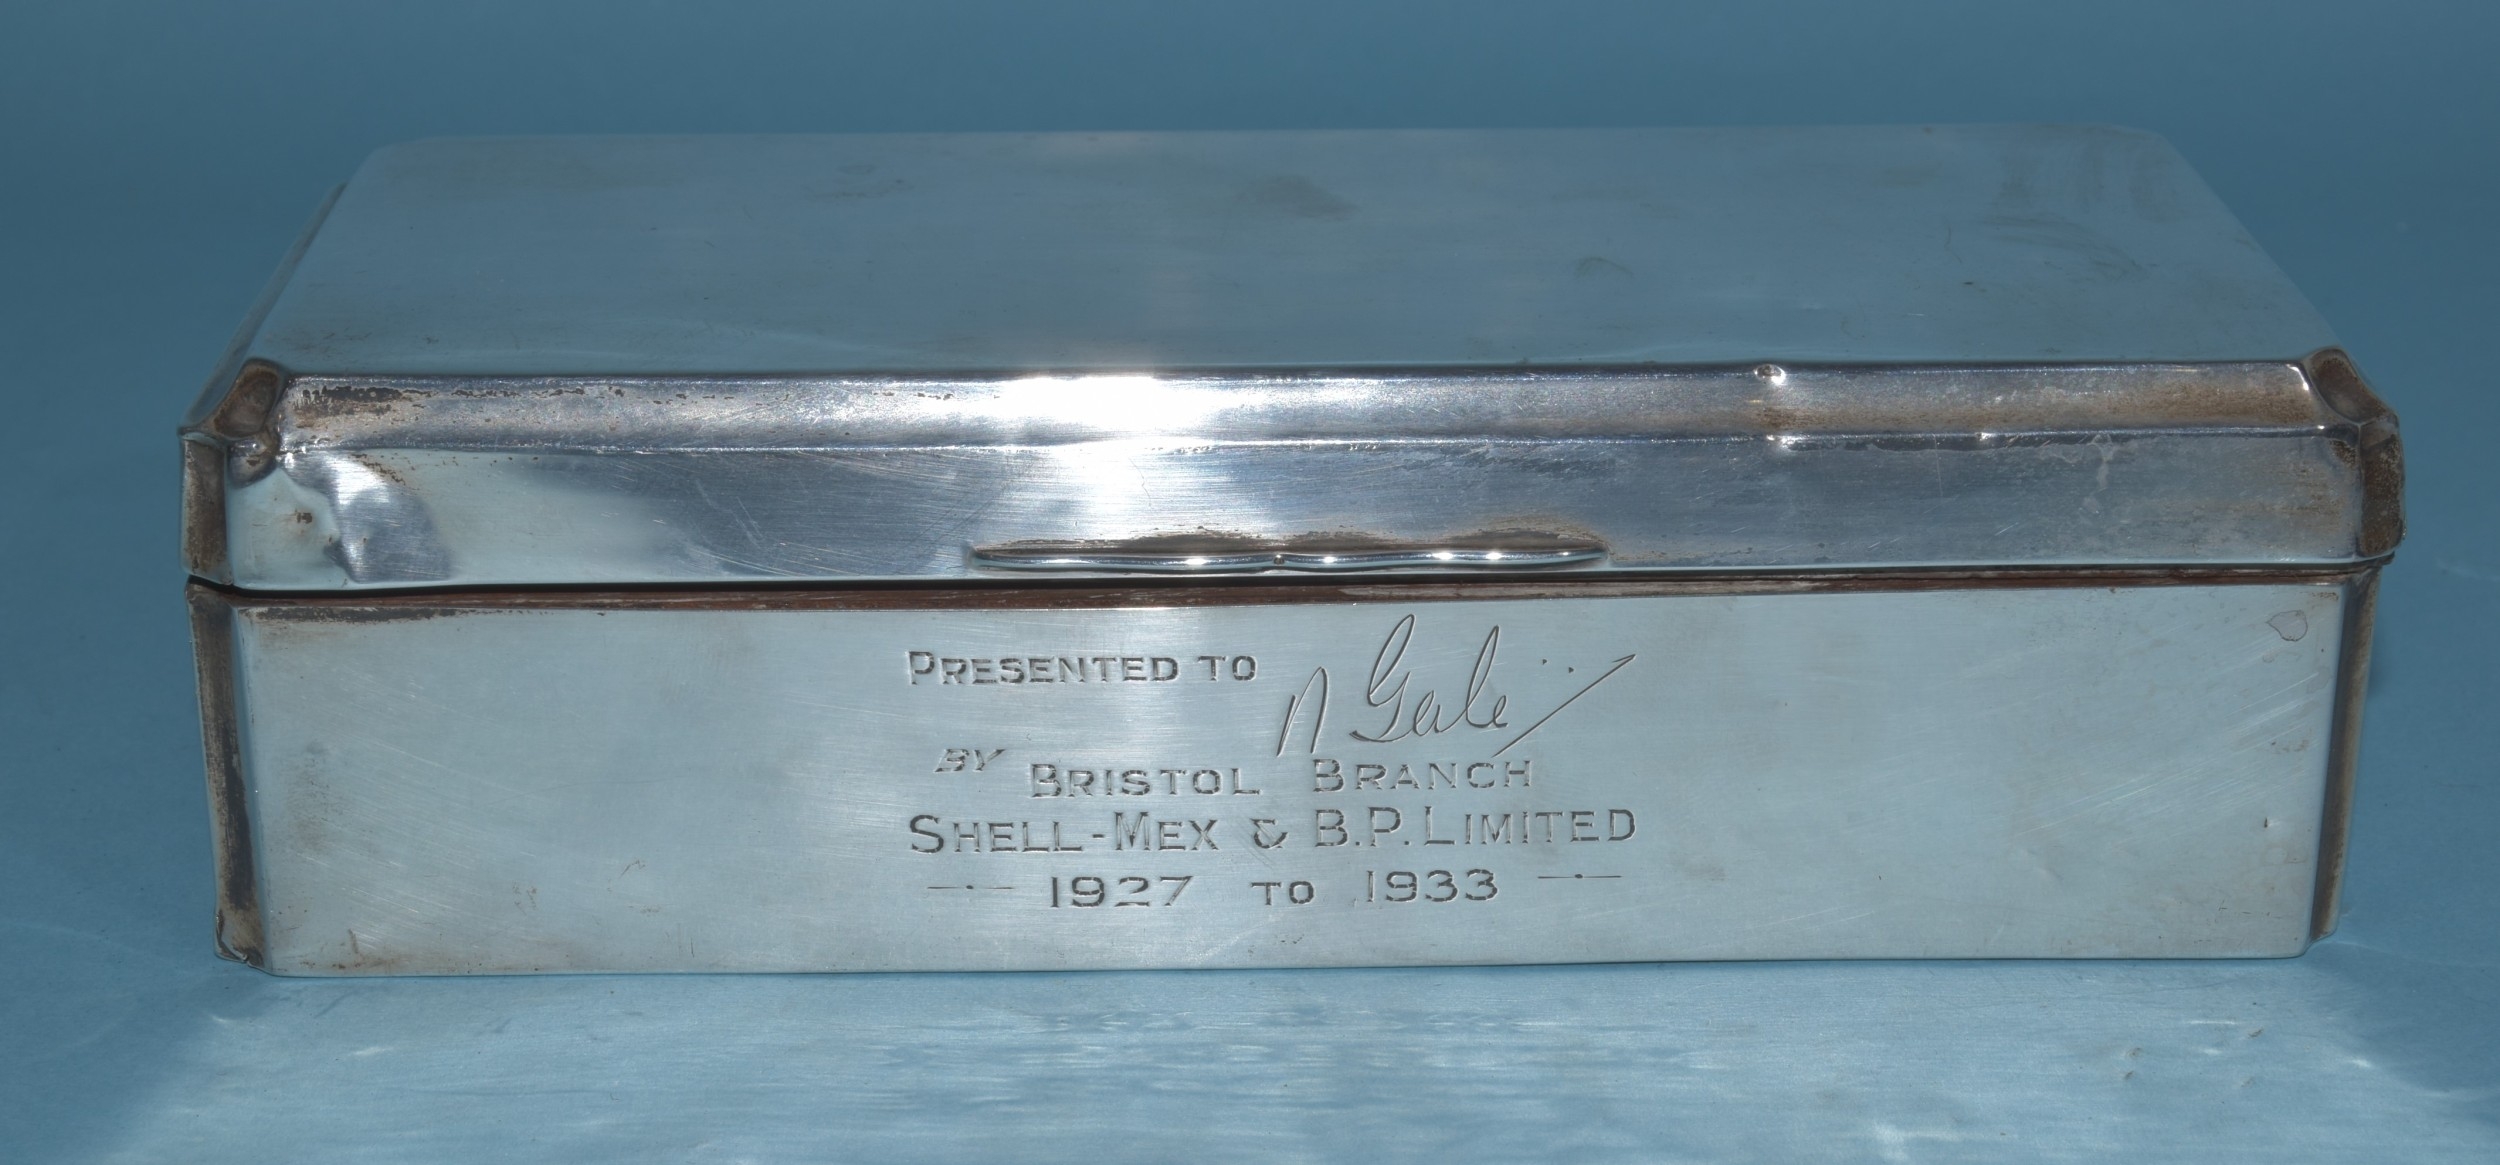 PRESENTED TO
N Gale
BY BRISTOL BRANCH
SHELL-MEX & B.P. LIMITED
1927 TO 1933